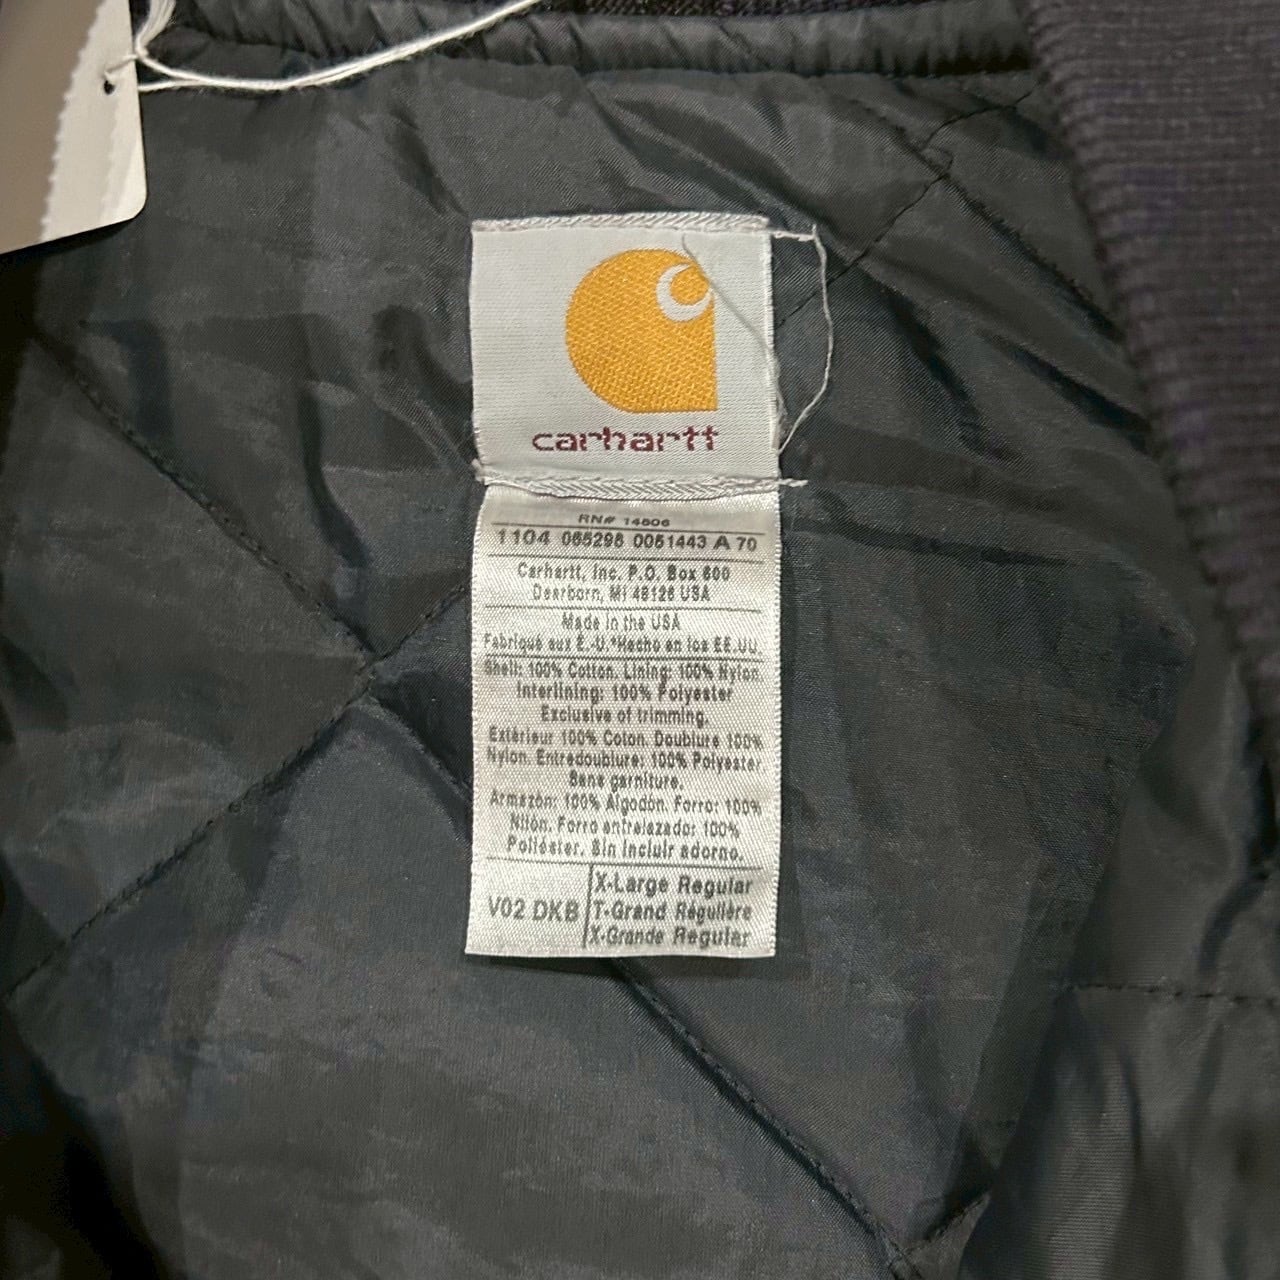 carhartt
RN# 14806
1104 065296 0051443 A 70
Carhartt, Inc. P.O. Box 600
Dearborn, MI 48126 USA
Made in the USA
Fabriqué aux É.-U.*Hecho en los EE.UU.
Shell: 100% Cotton. Lining: 100% Nylon.
Interlining: 100% Polyester
Exclusive of trimming.
Extérieur 100% Coton. Doublure 100%
Nylon. Entredoublure: 100% Polyester
Sans garniture.
Armazón: 100% Algodón. Forro: 100%
Nilón. Forro entrelazado: 100%
Poliéster. Sin incluir adorno.
V02 DKB
X-Large Regular
T-Grand Régulière
X-Grande Regular